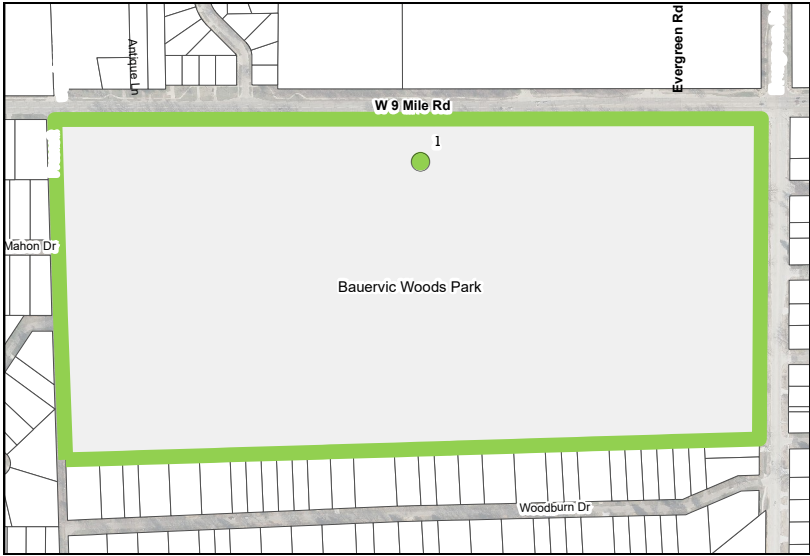 Antique Ln
Evergreen Rd
W 9 Mile Rd
1
Mahon Dr
Bauervic Woods Park
Woodburn Dr